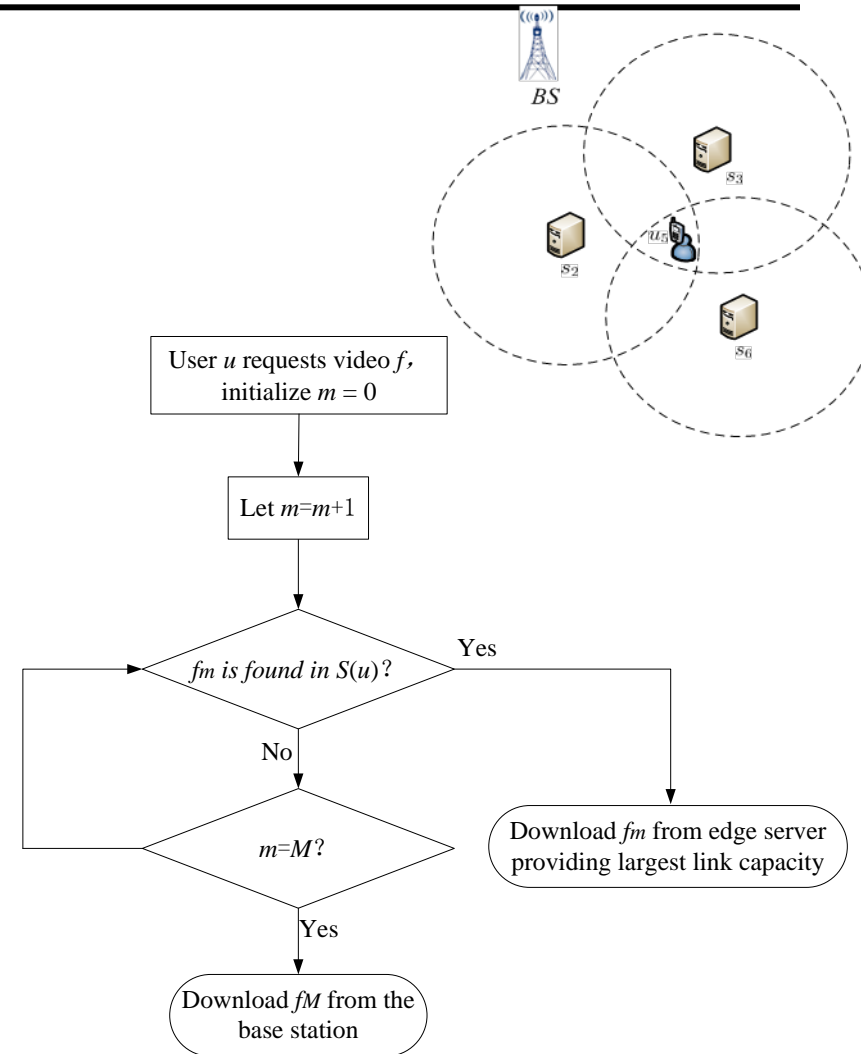 BS
s3
u5
s2
s6
User u requests video f,
initialize m = 0
Let m=m+1
fm is found in S(u)?
Yes
No
m=M?
Download fm from edge server
providing largest link capacity
Yes
Download fM from the
base station